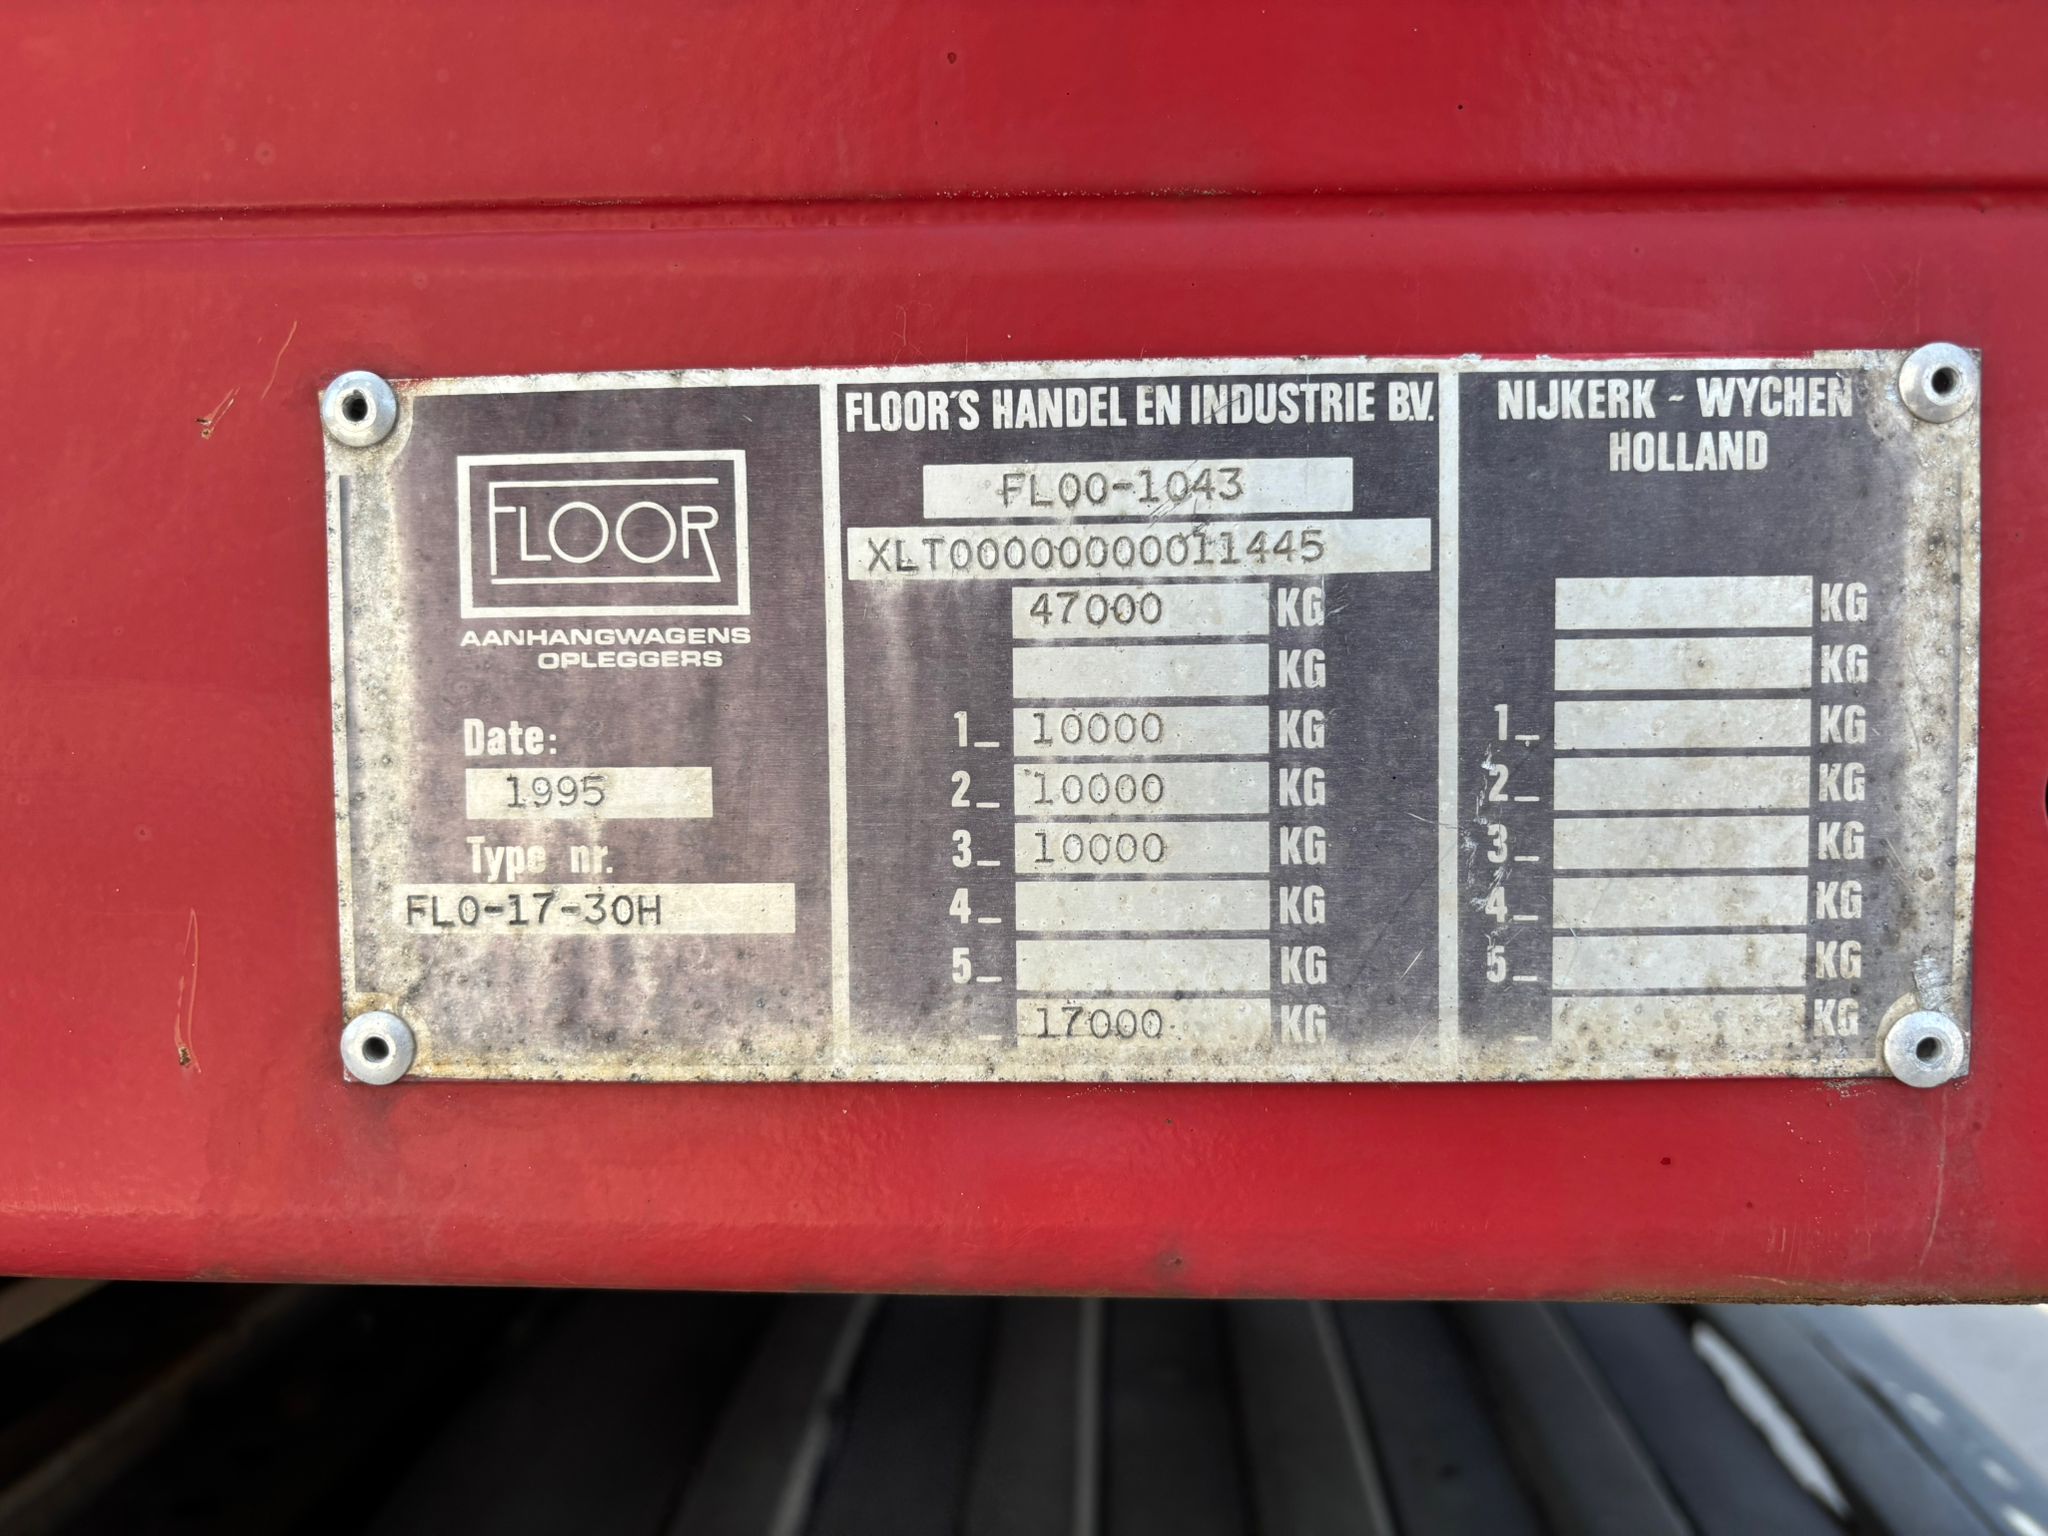 FLOOR
AANHANGWAGENS
OPLEGGERS
Date:
1995
Type nr.
FLO-17-30H
FLOOR'S HANDEL EN INDUSTRIE B.V.
FL00-1043
XLT00000000011445
47000 KG
KG
1_ 10000 KG
2_ 10000 KG
3_ 10000 KG
4_ KG
5_ KG
_ 17000 KG
NIJKERK - WYCHEN
HOLLAND
KG
KG
1_ KG
2_ KG
3_ KG
4_ KG
5_ KG
_ KG